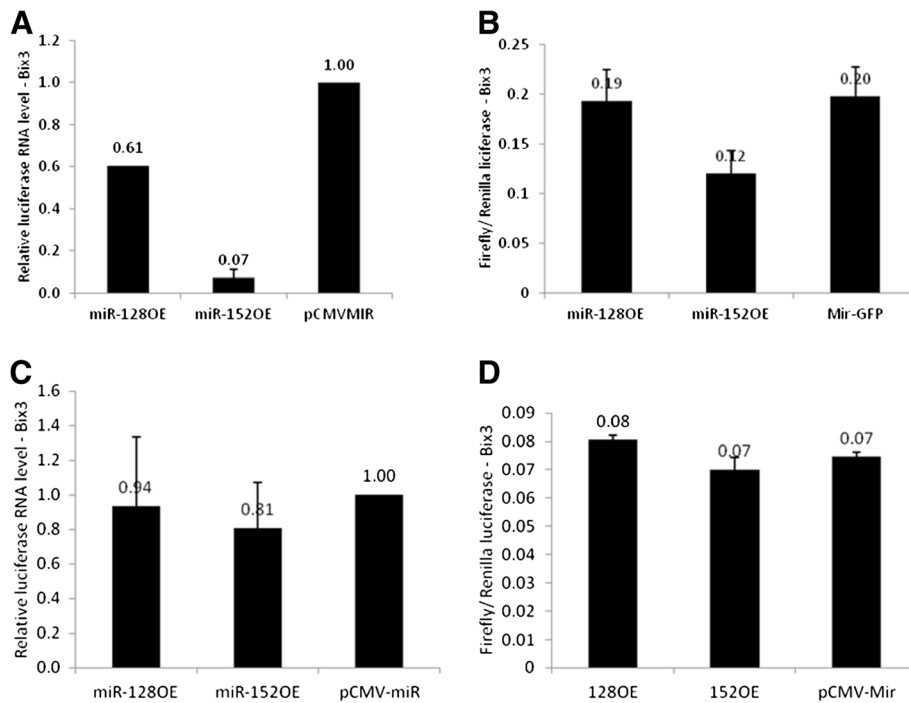 A
Relative luciferase RNA level - Bix3
1.2
1.0
0.8
0.6
0.4
0.2
0.0
0.61
0.07
1.00
miR-128OE
miR-152OE
pCMVMIR
B
Firefly/ Renilla liciferase - Bix3
0.25
0.2
0.15
0.1
0.05
0
0.19
0.12
0.20
miR-128OE
miR-152OE
Mir-GFP
C
Relative luciferase RNA level - Bix3
1.6
1.4
1.2
1.0
0.8
0.6
0.4
0.2
0.0
0.94
0.81
1.00
miR-128OE
miR-152OE
pCMV-miR
D
Firefly/ Renilla luciferase - Bix3
0.09
0.08
0.07
0.06
0.05
0.04
0.03
0.02
0.01
0
0.08
0.07
0.07
128OE
152OE
pCMV-Mir